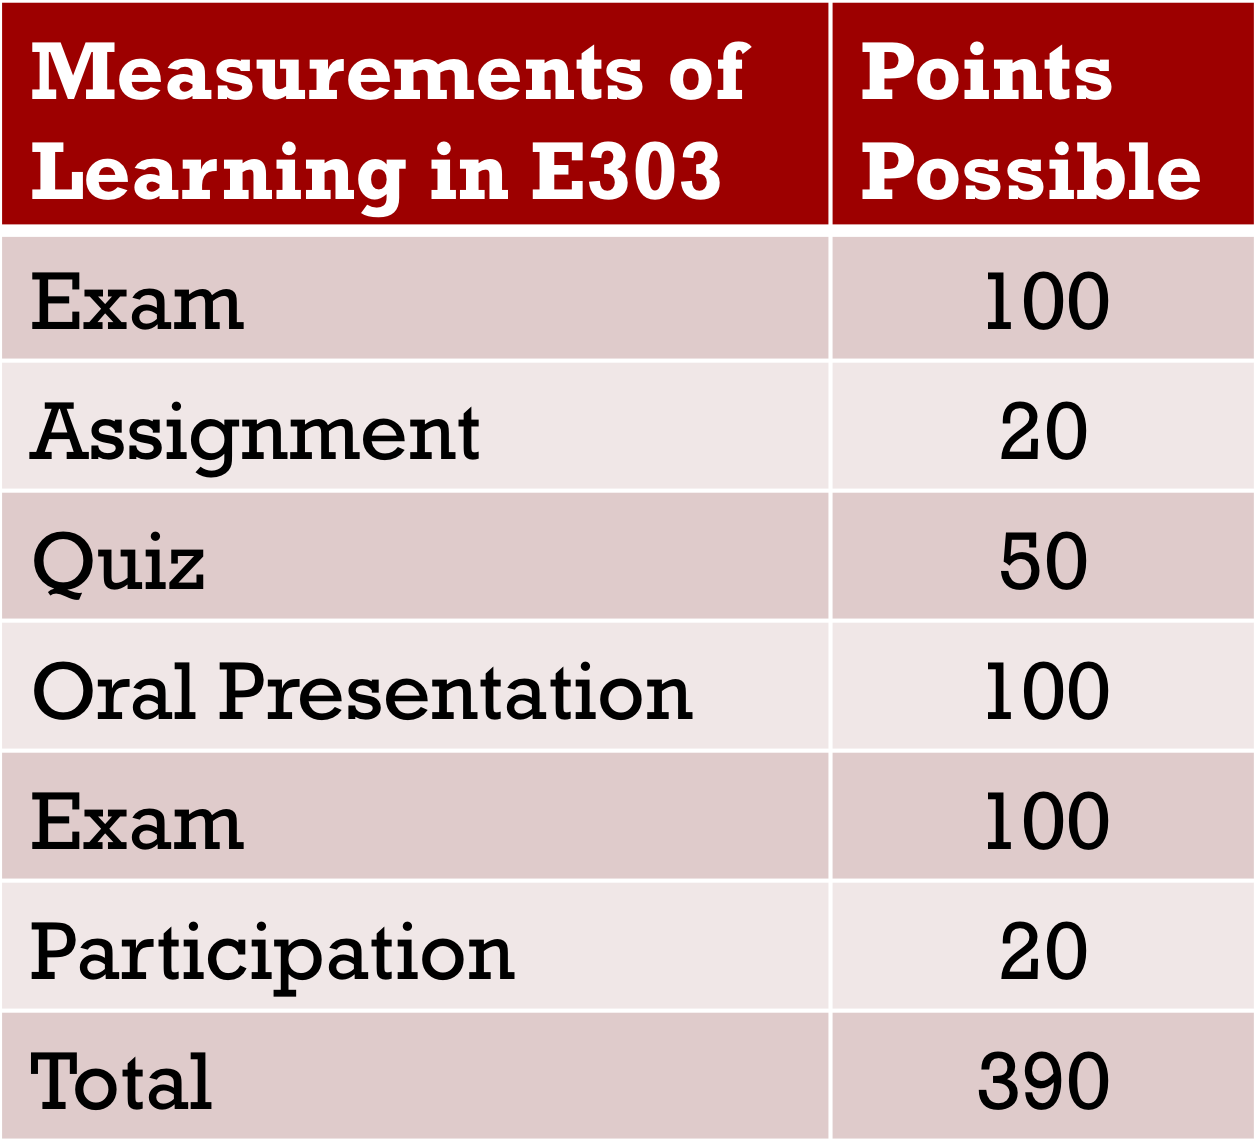 Measurements of Learning in E303 Points Possible
Exam 100
Assignment 20
Quiz 50
Oral Presentation 100
Exam 100
Participation 20
Total 390